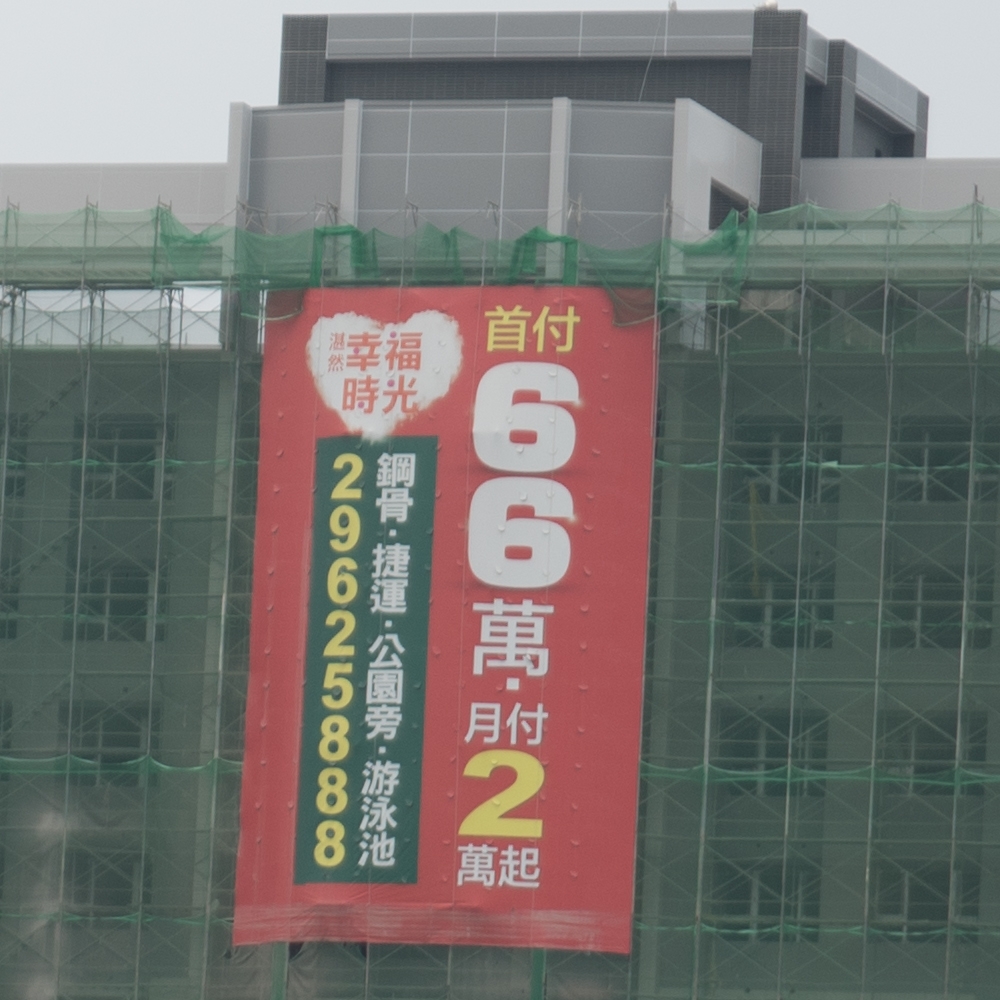 首付
66
萬·
月付
2
萬起
湛然
幸福
時光
鋼骨·捷運·公園旁·游泳池
29625888